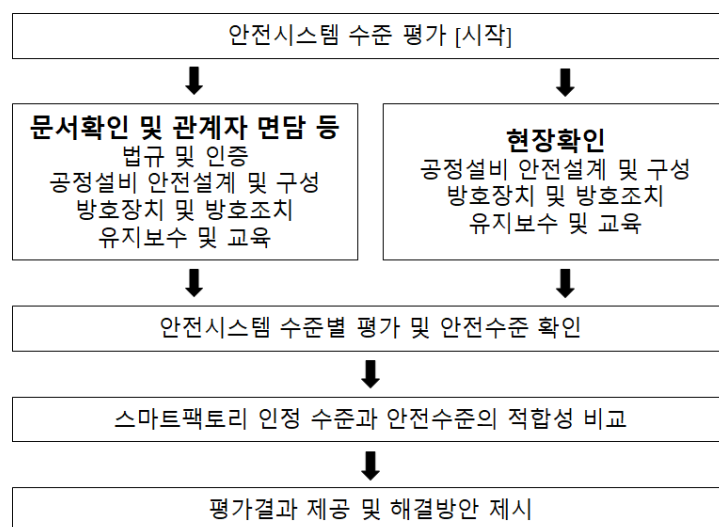 안전시스템 수준 평가 [시작]
문서확인 및 관계자 면담 등
법규 및 인증
공정설비 안전설계 및 구성
방호장치 및 방호조치
유지보수 및 교육
현장확인
공정설비 안전설계 및 구성
방호장치 및 방호조치
유지보수 및 교육
안전시스템 수준별 평가 및 안전수준 확인
스마트팩토리 인정 수준과 안전수준의 적합성 비교
평가결과 제공 및 해결방안 제시